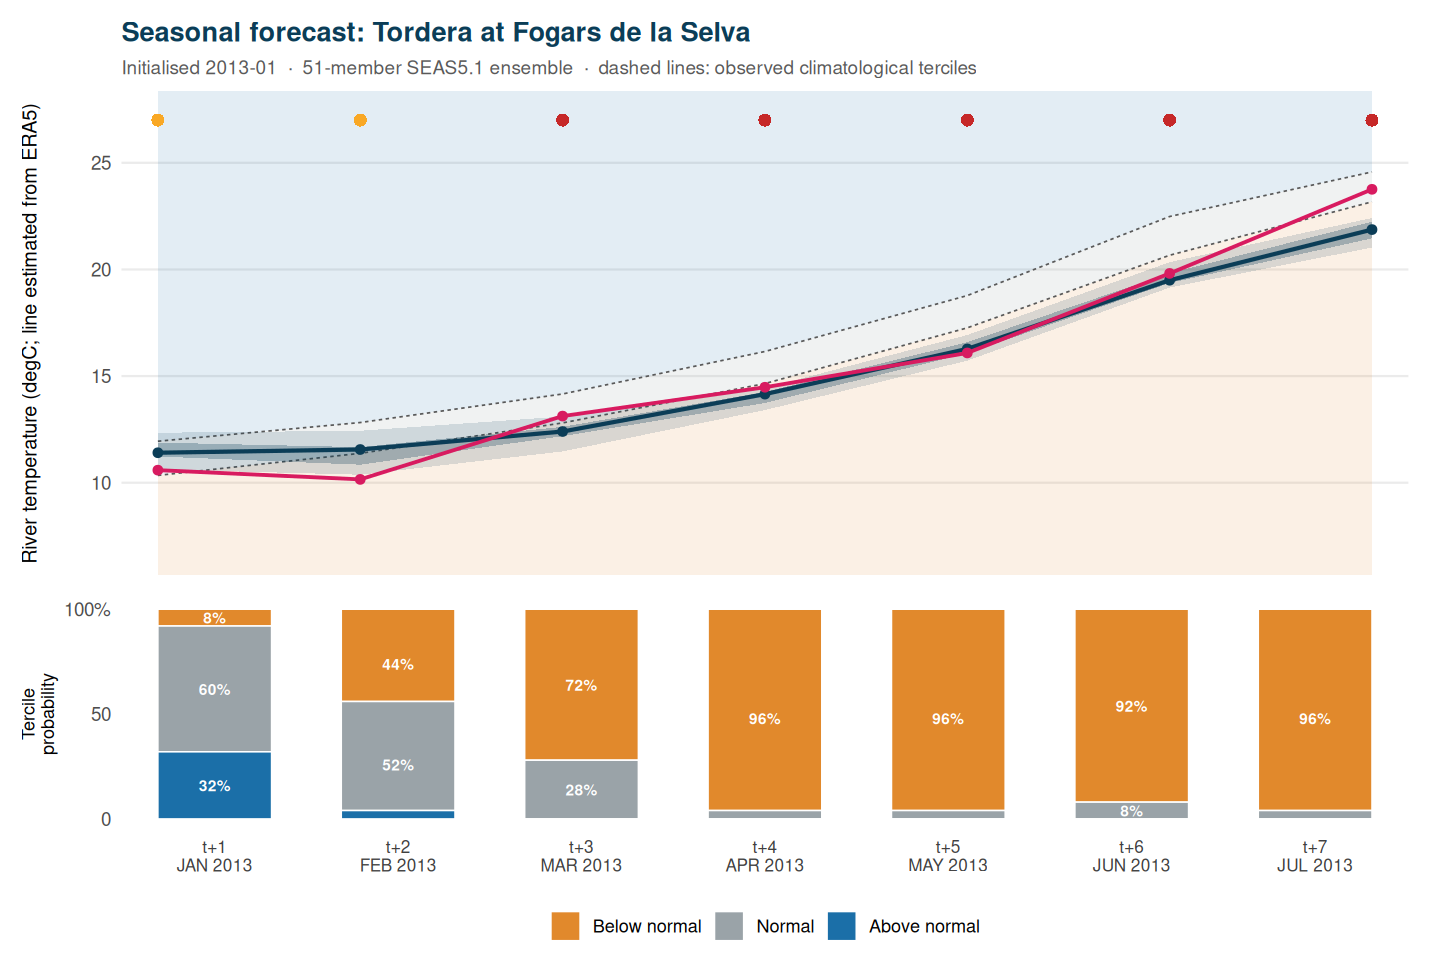 Seasonal forecast: Tordera at Fogars de la Selva
Initialised 2013-01 · 51-member SEAS5.1 ensemble · dashed lines: observed climatological terciles
River temperature (degC; line estimated from ERA5)
25
20
15
10
Tercile
probability
100%
50
0
8%
60%
32%
44%
52%
72%
28%
96%
96%
92%
8%
96%
t+1
JAN 2013
t+2
FEB 2013
t+3
MAR 2013
t+4
APR 2013
t+5
MAY 2013
t+6
JUN 2013
t+7
JUL 2013
Below normal
Normal
Above normal